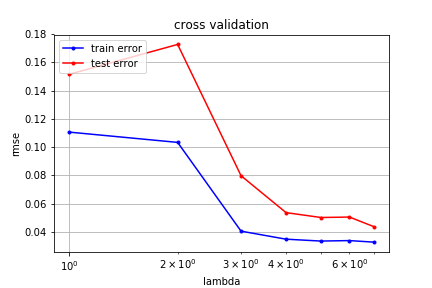 cross validation
train error
test error
0.18
0.16
0.14
0.12
0.10
0.08
0.06
0.04
rmse
10⁰
2 × 10⁰
3 × 10⁰
4 × 10⁰
6 × 10⁰
lambda